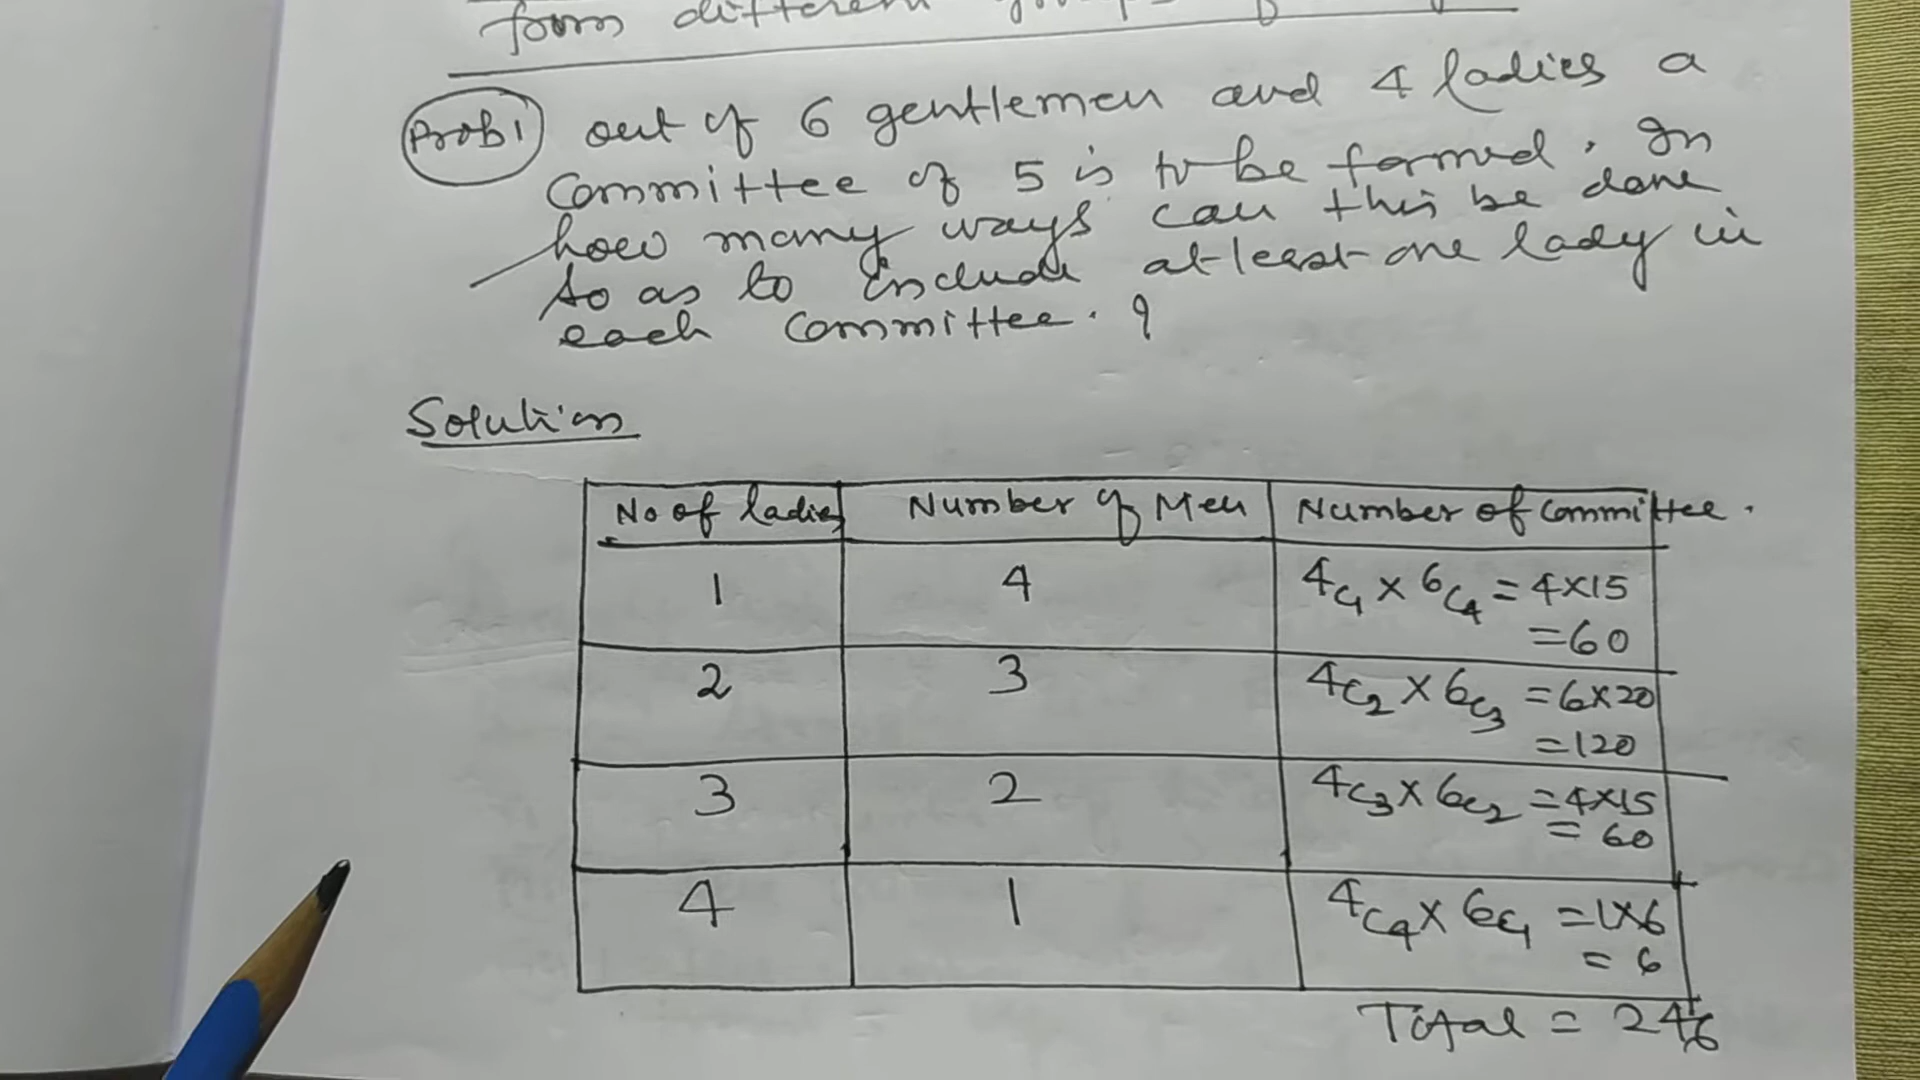 from different
Prob1 out of 6 gentlemen and 4 ladies a
committee of 5 is to be formed. In
how many ways can this be done
so as to include at-least-one lady in
each committee. ?
Solution
No of ladies Number of Men Number of committee.
1 4 4C1 × 6C4 = 4×15
=60
2 3 4C2 × 6C3 = 6×20
=120
3 2 4C3 × 6C2 = 4×15
= 60
4 1 4C4 × 6C1 = 1×6
= 6
Total = 246